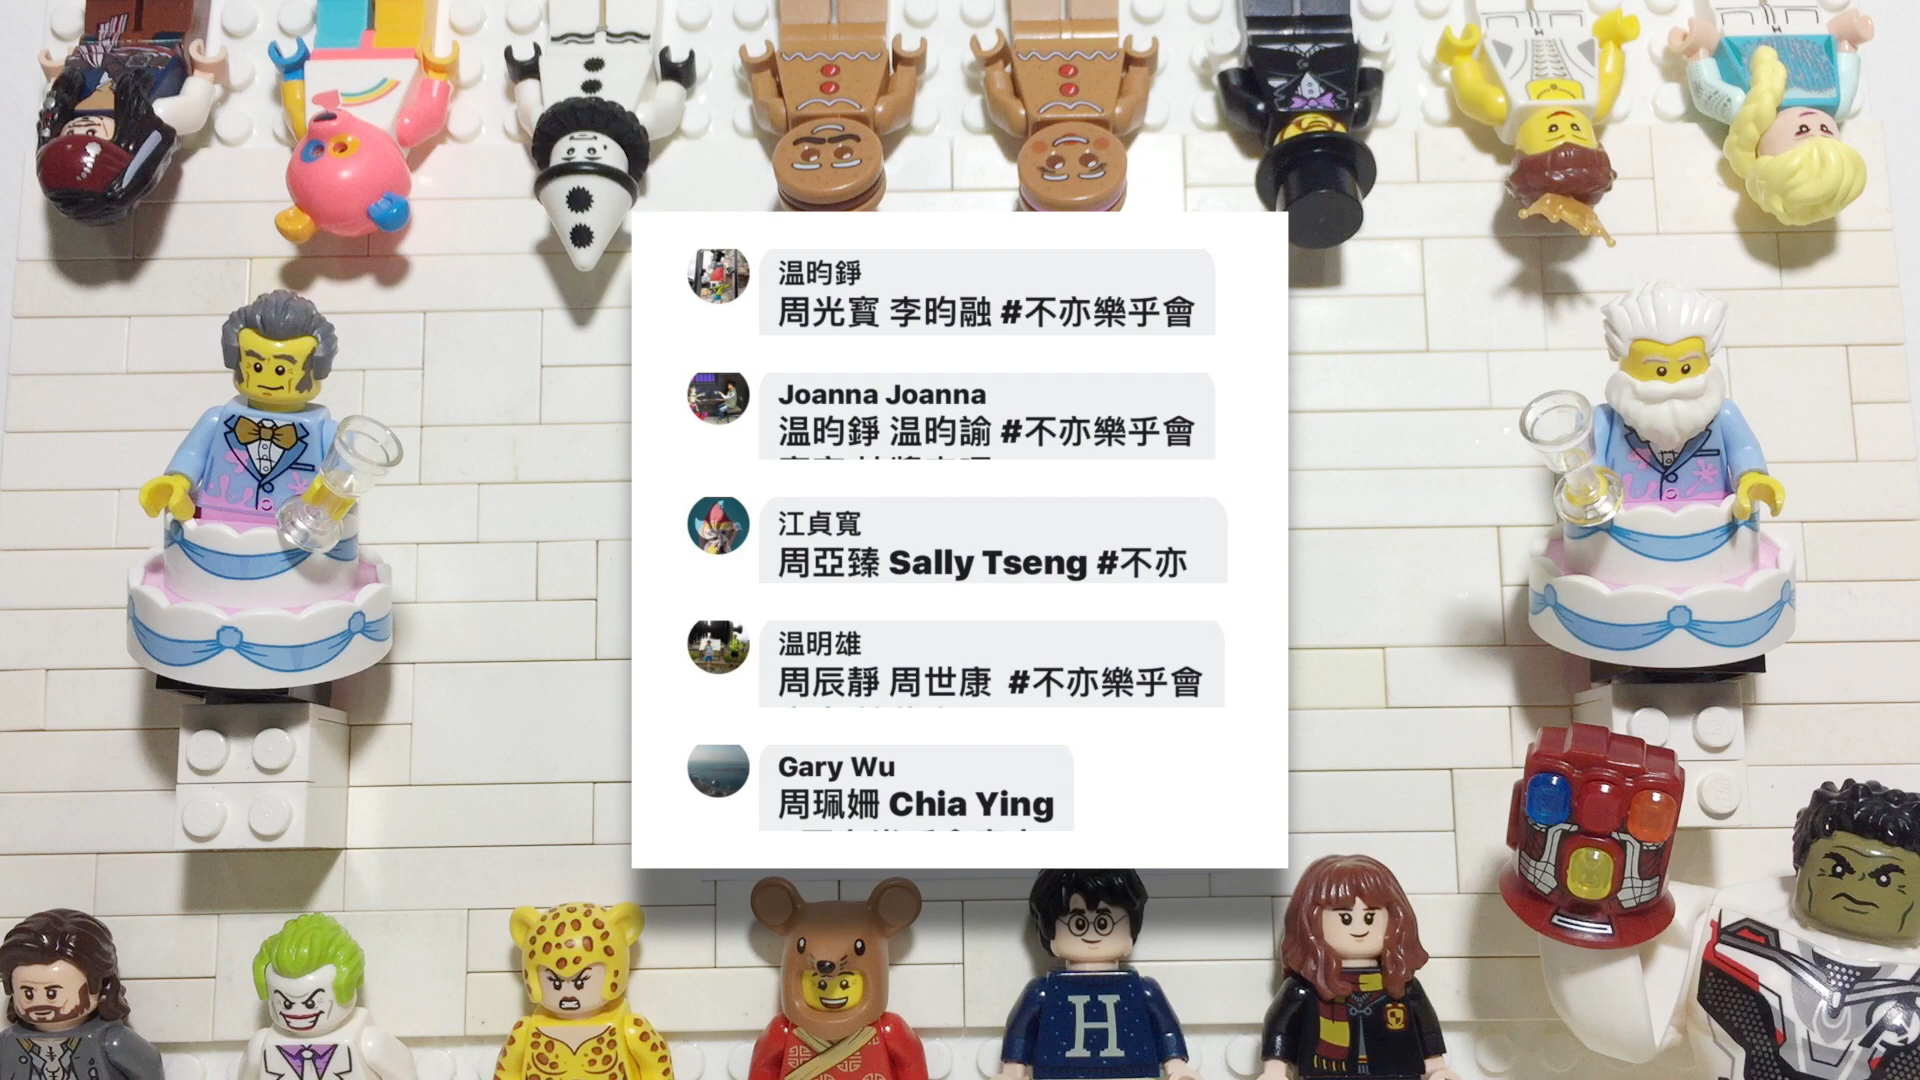 温昀錚
周光寶 李昀融 #不亦樂乎會
Joanna Joanna
温昀錚 温昀諭 #不亦樂乎會
江貞寬
周亞臻 Sally Tseng #不亦
温明雄
周辰靜 周世康 #不亦樂乎會
Gary Wu
周珮姍 Chia Ying
H